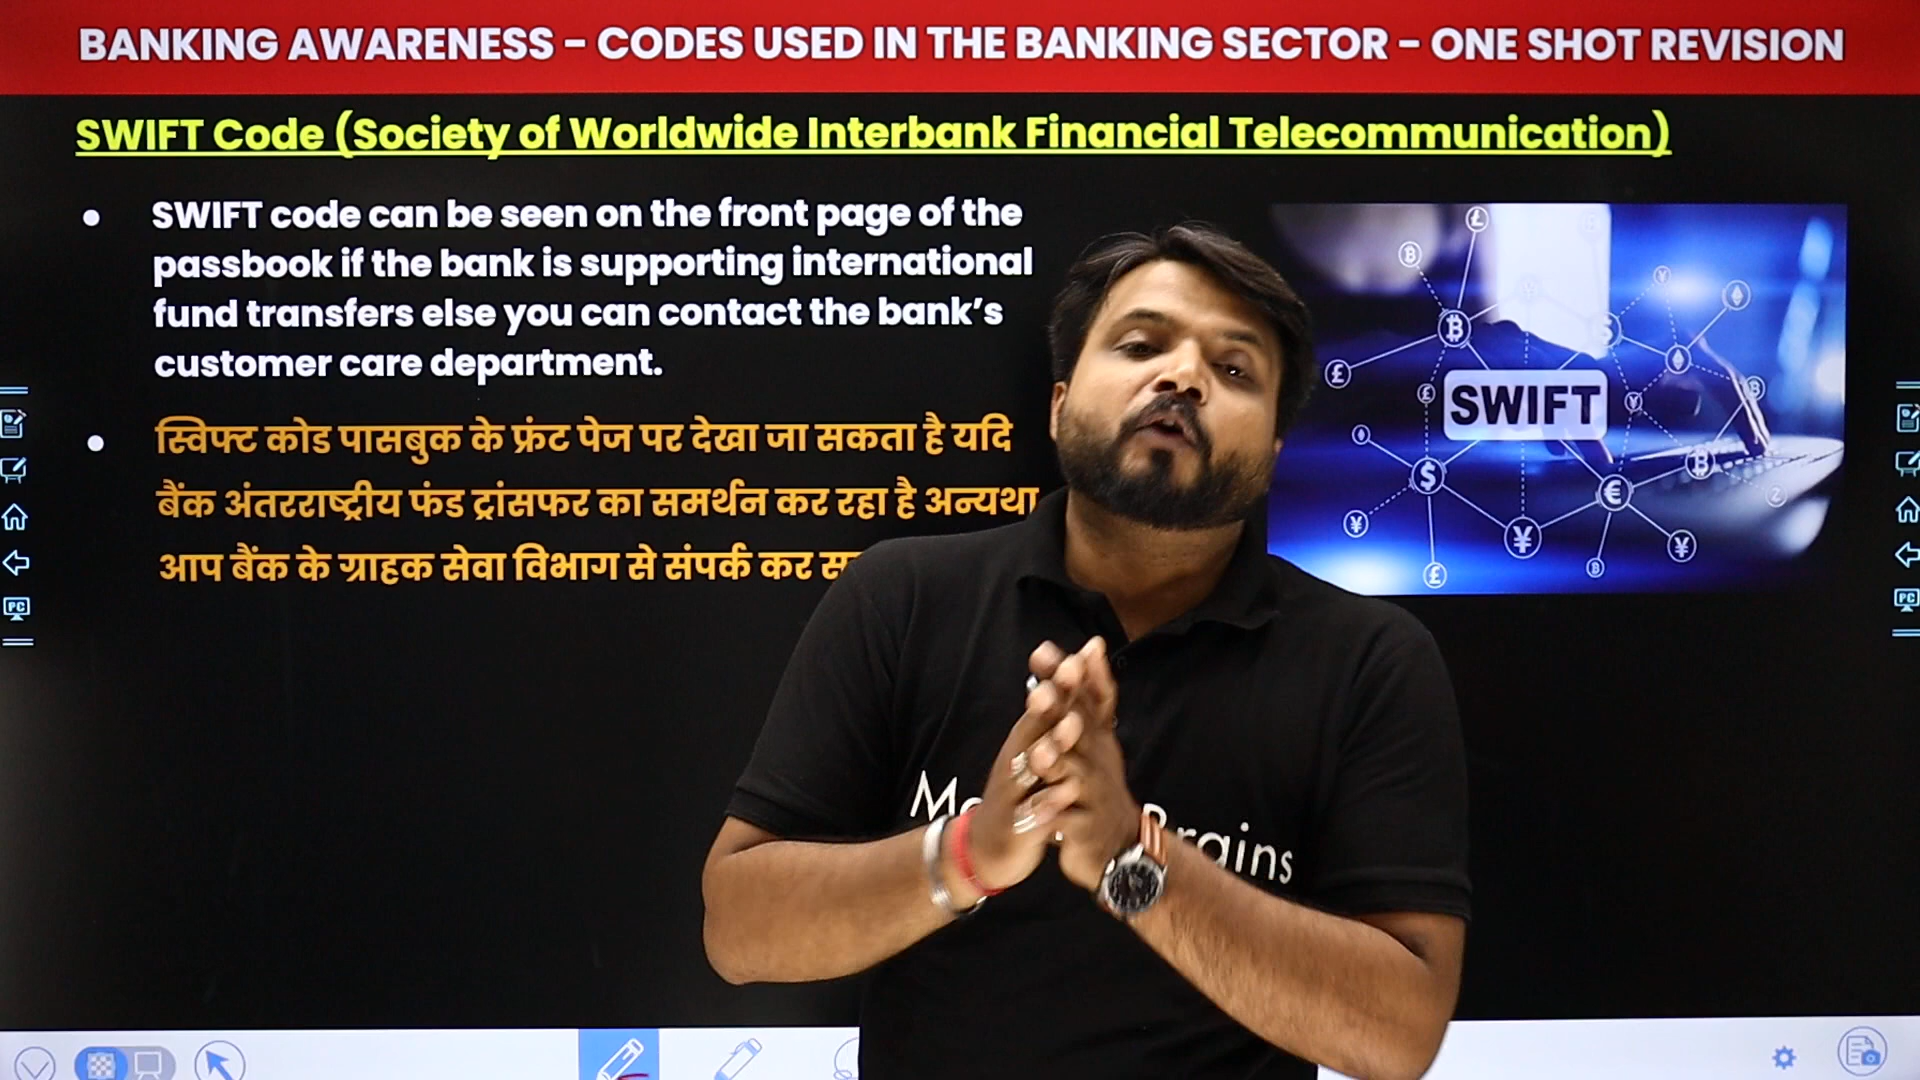 BANKING AWARENESS – CODES USED IN THE BANKING SECTOR – ONE SHOT REVISION
SWIFT Code (Society of Worldwide Interbank Financial Telecommunication)
• SWIFT code can be seen on the front page of the
passbook if the bank is supporting international
fund transfers else you can contact the bank’s
customer care department.
• स्विफ्ट कोड पासबुक के फ्रंट पेज पर देखा जा सकता है यदि
बैंक अंतरराष्ट्रीय फंड ट्रांसफर का समर्थन कर रहा है अन्यथा
आप बैंक के ग्राहक सेवा विभाग से संपर्क कर
SWIFT
PC
PC